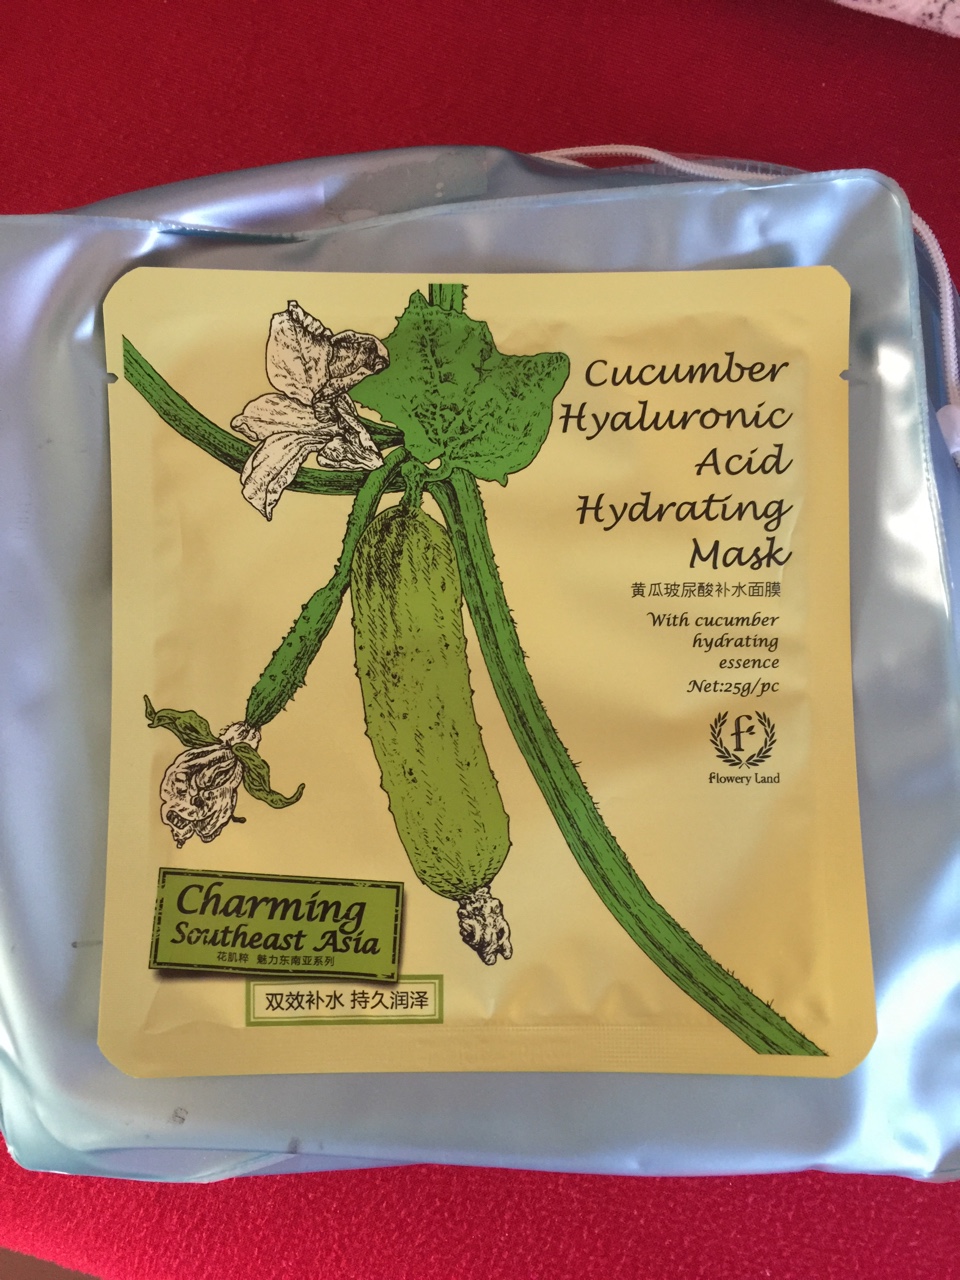 Cucumber
Hyaluronic
Acid
Hydrating
Mask
黄瓜玻尿酸补水面膜
With cucumber
hydrating
essence
Net:25g/pc
f
flowery Land
Charming
Southeast Asia
花肌粹 魅力东南亚系列
双效补水 持久润泽